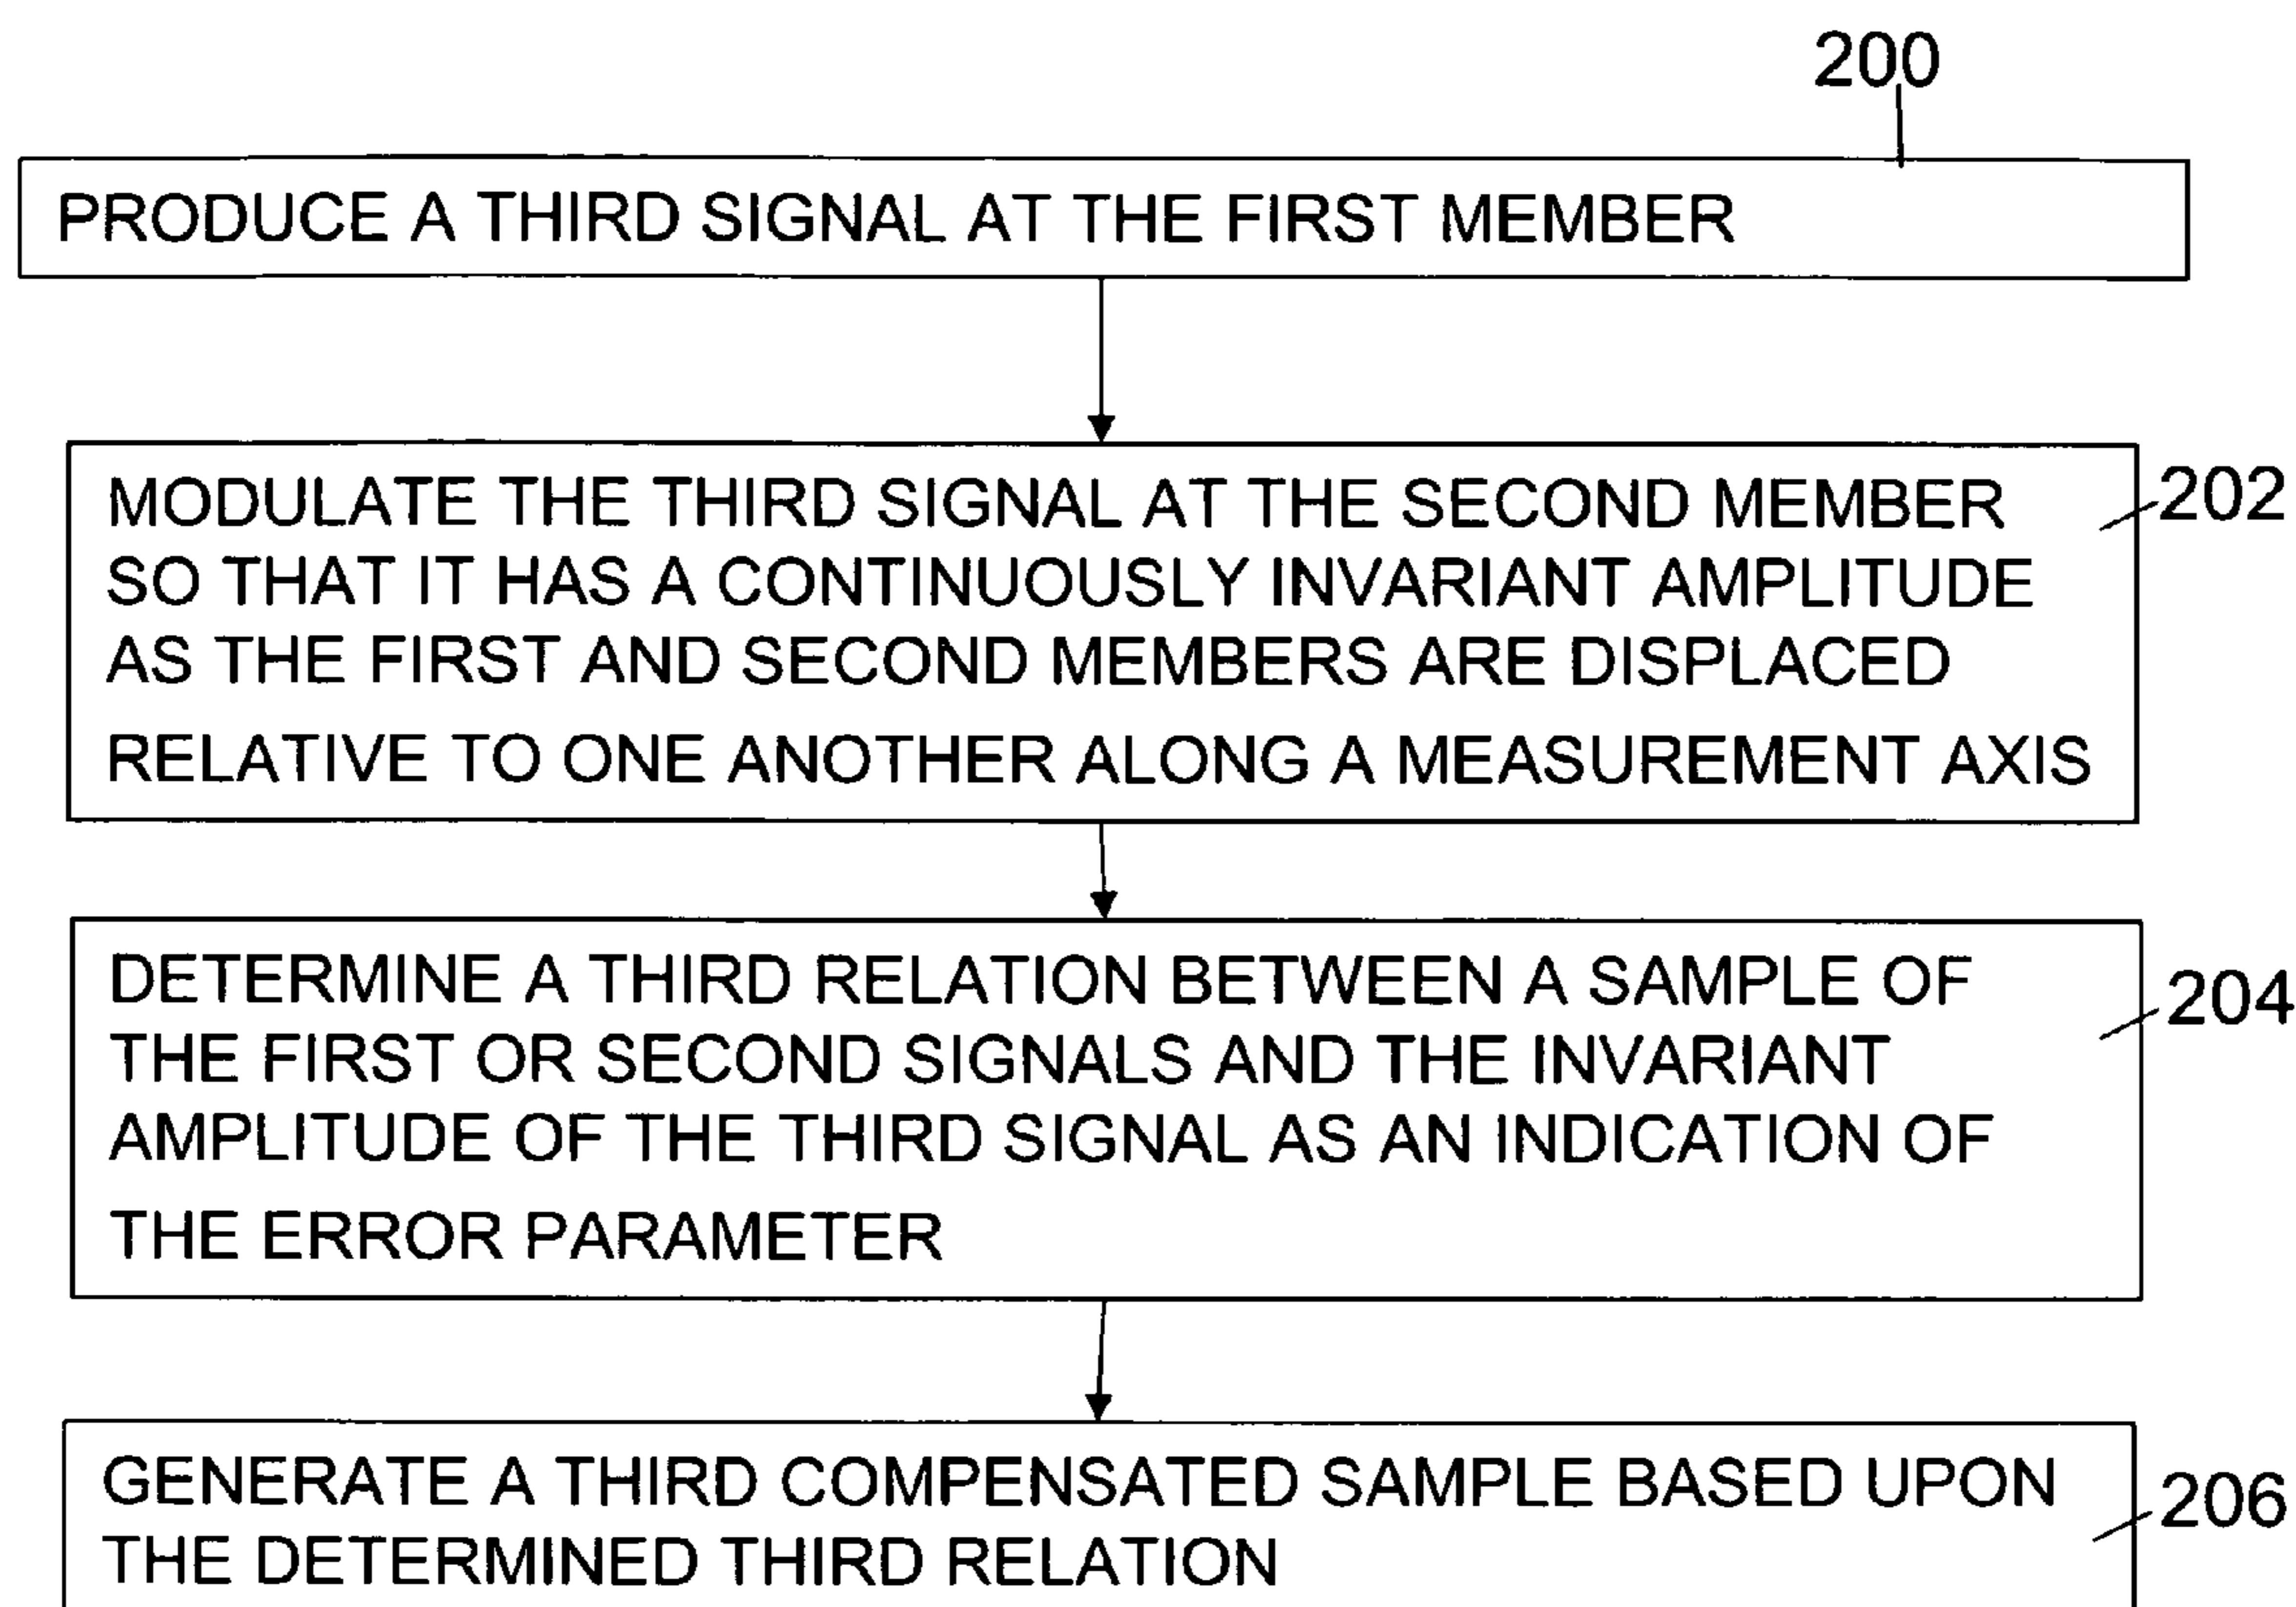 200
PRODUCE A THIRD SIGNAL AT THE FIRST MEMBER
MODULATE THE THIRD SIGNAL AT THE SECOND MEMBER
SO THAT IT HAS A CONTINUOUSLY INVARIANT AMPLITUDE
AS THE FIRST AND SECOND MEMBERS ARE DISPLACED
RELATIVE TO ONE ANOTHER ALONG A MEASUREMENT AXIS
202
DETERMINE A THIRD RELATION BETWEEN A SAMPLE OF
THE FIRST OR SECOND SIGNALS AND THE INVARIANT
AMPLITUDE OF THE THIRD SIGNAL AS AN INDICATION OF
THE ERROR PARAMETER
204
GENERATE A THIRD COMPENSATED SAMPLE BASED UPON
THE DETERMINED THIRD RELATION
206